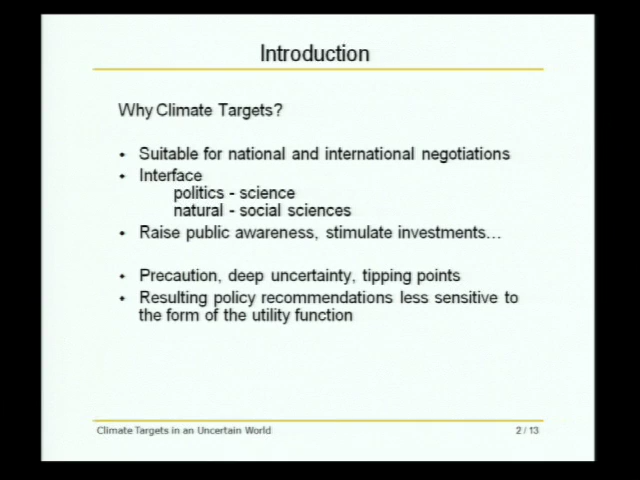 Introduction
Why Climate Targets?
• Suitable for national and international negotiations
• Interface
politics - science
natural - social sciences
• Raise public awareness, stimulate investments…
• Precaution, deep uncertainty, tipping points
• Resulting policy recommendations less sensitive to
the form of the utility function
Climate Targets in an Uncertain World
2 / 13